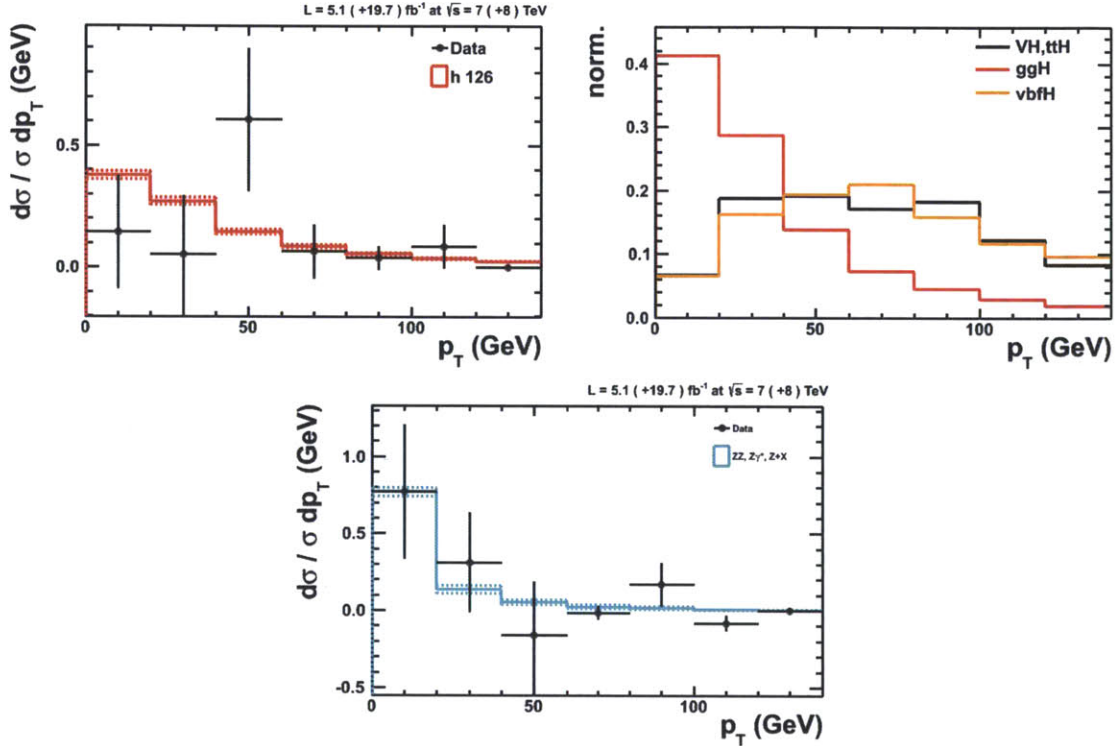 L = 5.1 ( +19.7 ) fb⁻¹ at √s = 7 ( +8) TeV
dσ / σ dp_T (GeV)
Data
h 126
0.5
0.0
0
50
100
p_T (GeV)
norm.
VH,ttH
ggH
vbfH
0.4
0.3
0.2
0.1
0.0
0
50
100
p_T (GeV)
L = 5.1 ( +19.7 ) fb⁻¹ at √s = 7 ( +8) TeV
dσ / σ dp_T (GeV)
Data
ZZ, Zγ*, Z+X
1.0
0.5
0.0
-0.5
0
50
100
p_T (GeV)